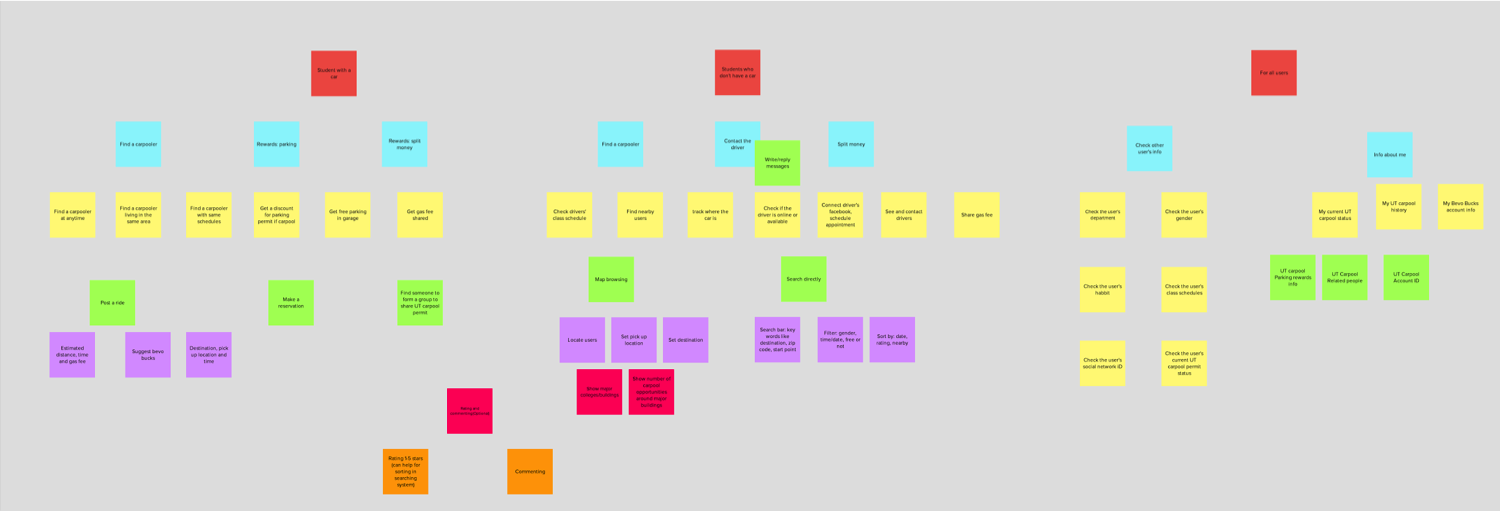 Student with a
car
Students who
don't have a car
For all users
Find a carpooler
Rewards: parking
Rewards: split
money
Find a carpooler
Contact the
driver
Write/reply
messages
Split money
Check other
user's info
Info about me
Find a carpooler
at anytime
Find a carpooler
living in the
same area
Find a carpooler
with same
schedules
Get a discount
for parking
permit if carpool
Get free parking
in garage
Get gas fee
shared
Check drivers'
class schedule
Find nearby
users
track where the
car is
Check if the
driver is online or
available
Connect driver's
facebook,
schedule
appointment
See and contact
drivers
Share gas fee
Check the user's
department
Check the user's
gender
My current UT
carpool status
My UT carpool
history
My Bevo Bucks
account info
Post a ride
Make a
reservation
Find someone to
form a group to
share UT carpool
permit
Map browsing
Search directly
Check the user's
habbit
Check the user's
class schedules
UT carpool
Parking rewards
info
UT Carpool
Related people
UT Carpool
Account ID
Estimated
distance, time
and gas fee
Suggest bevo
bucks
Destination, pick
up location and
time
Locate users
Set pick up
location
Set destination
Search bar: key
words like
destination, zip
code, start point
Filter: gender,
time/date, free or
not
Sort by: date,
rating, nearby
Check the user's
social network ID
Check the user's
current UT
carpool permit
status
Show major
Show number of
carpool
opportunities
around major
buildings
Rating and
Rating 1-5 stars
(can help for
sorting in
searching
system)
Commenting